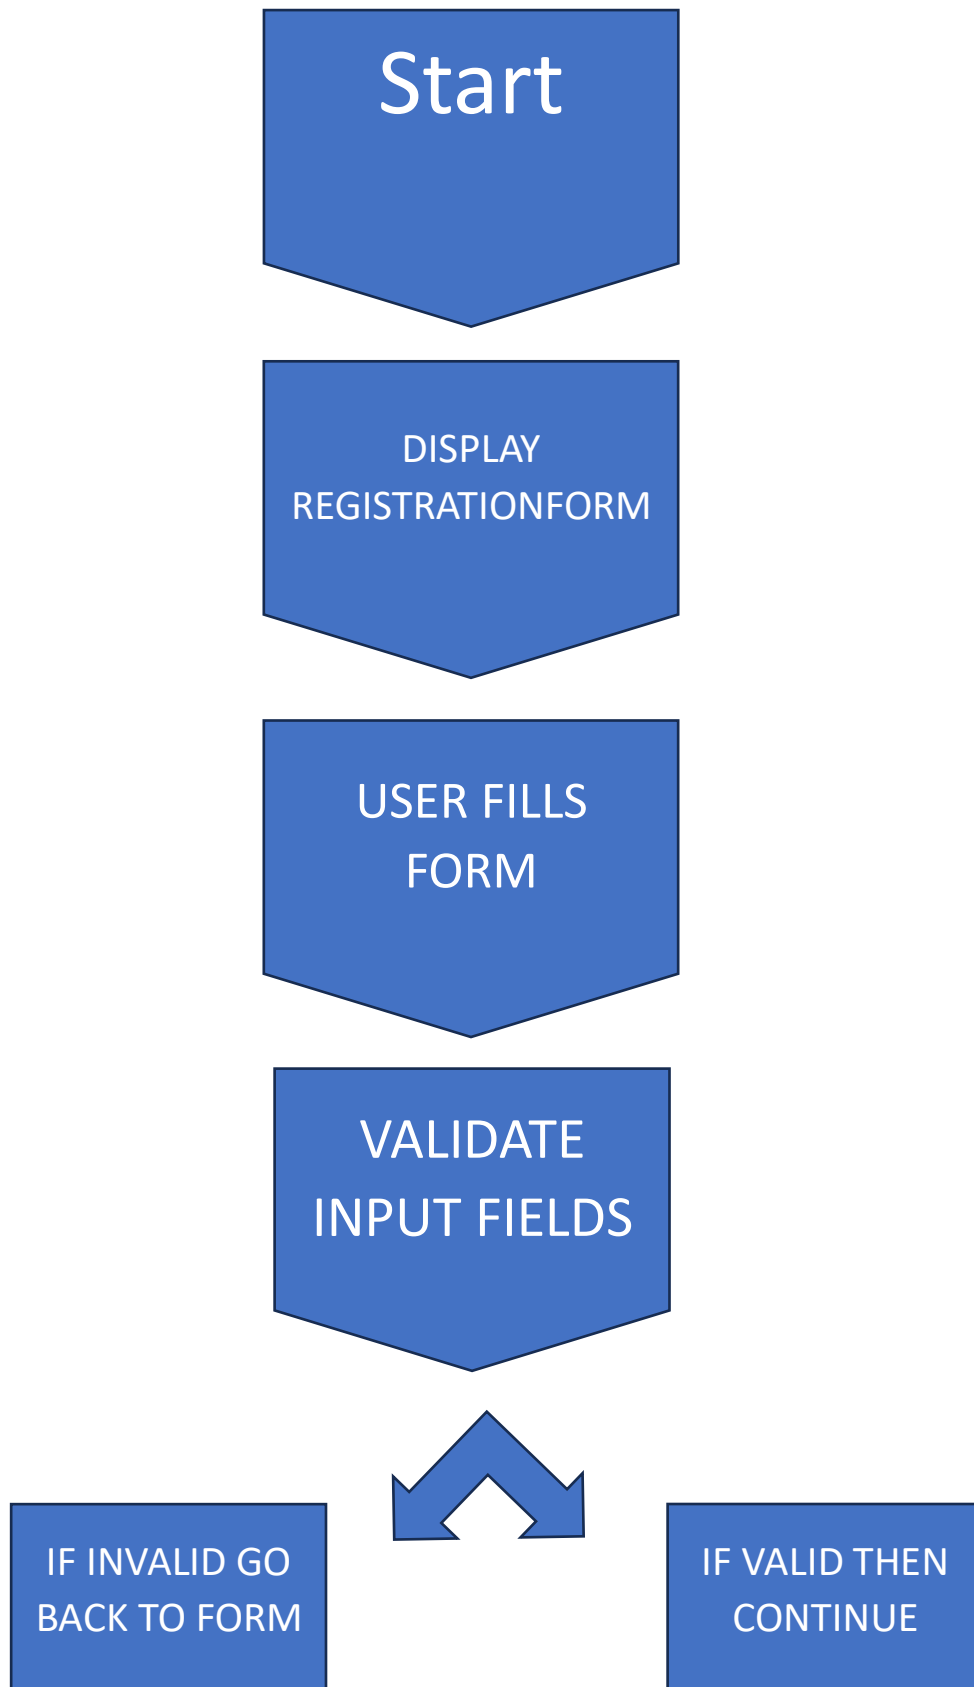 Start
DISPLAY
REGISTRATIONFORM
USER FILLS
FORM
VALIDATE
INPUT FIELDS
IF INVALID GO
BACK TO FORM
IF VALID THEN
CONTINUE